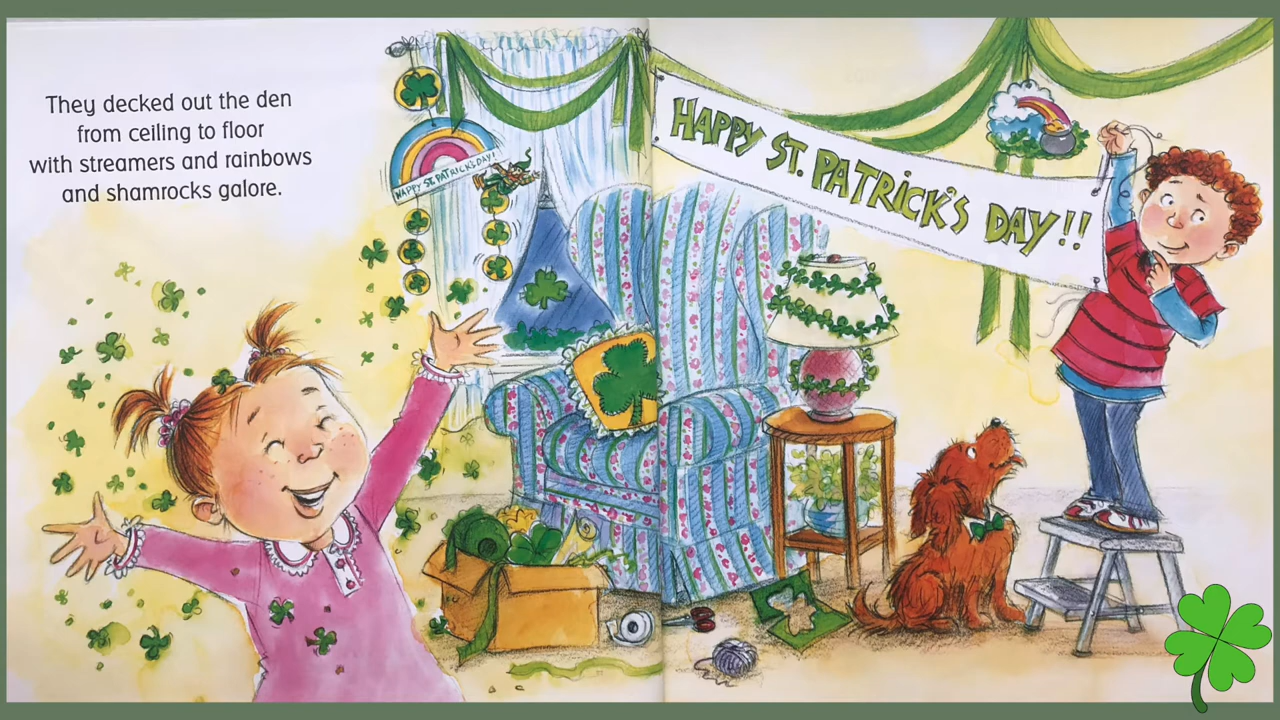 They decked out the den
from ceiling to floor
with streamers and rainbows
and shamrocks galore.
HAPPY ST. PATRICK'S DAY!
HAPPY ST. PATRICK'S DAY!!